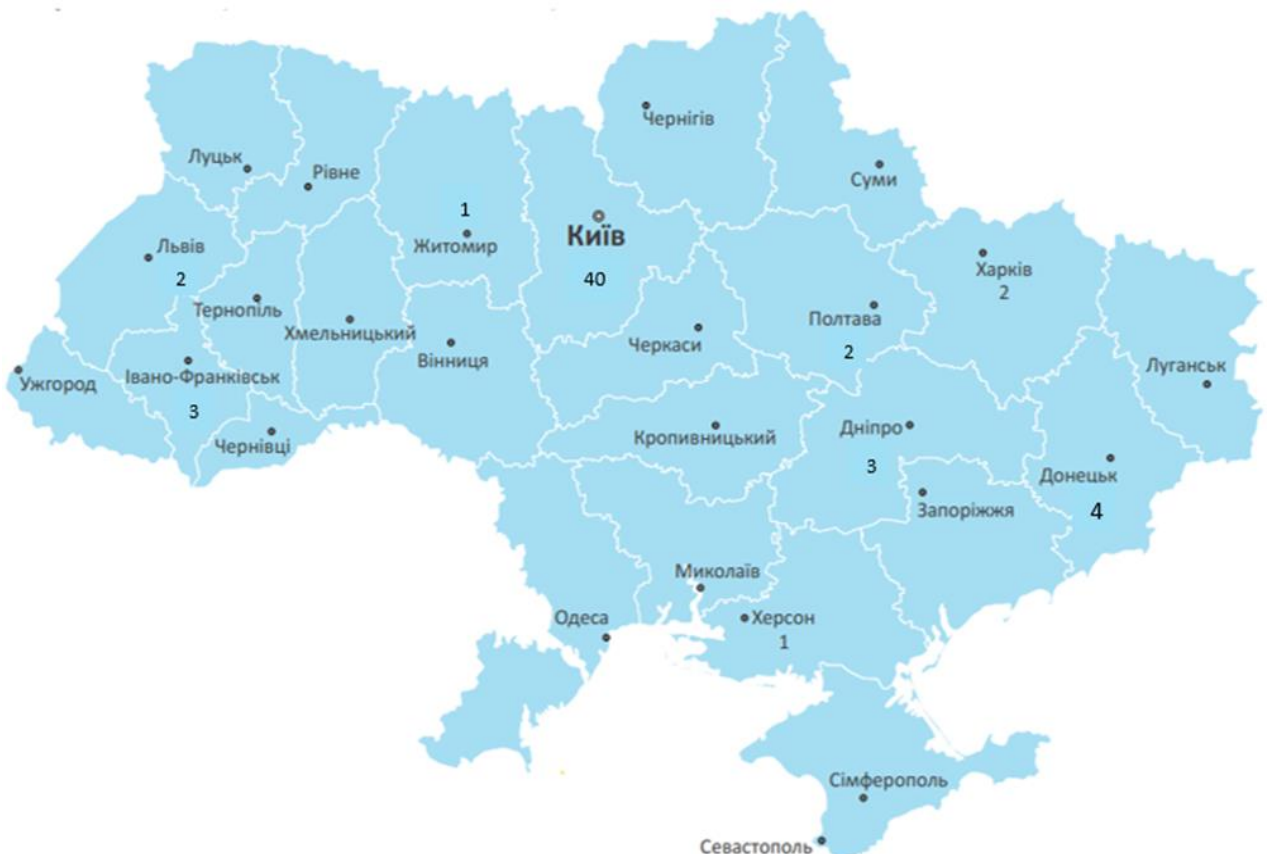 Чернігів
Луцьк
Рівне
Суми
1
Київ
Житомир
Львів
40
Харків
2
2
Тернопіль
Хмельницький
Полтава
Черкаси
2
Вінниця
Луганськ
Ужгород
Івано-Франківськ
3
Дніпро
Кропивницький
Чернівці
3
Донецьк
4
Запоріжжя
Миколаїв
Одеса
Херсон
1
Сімферополь
Севастополь